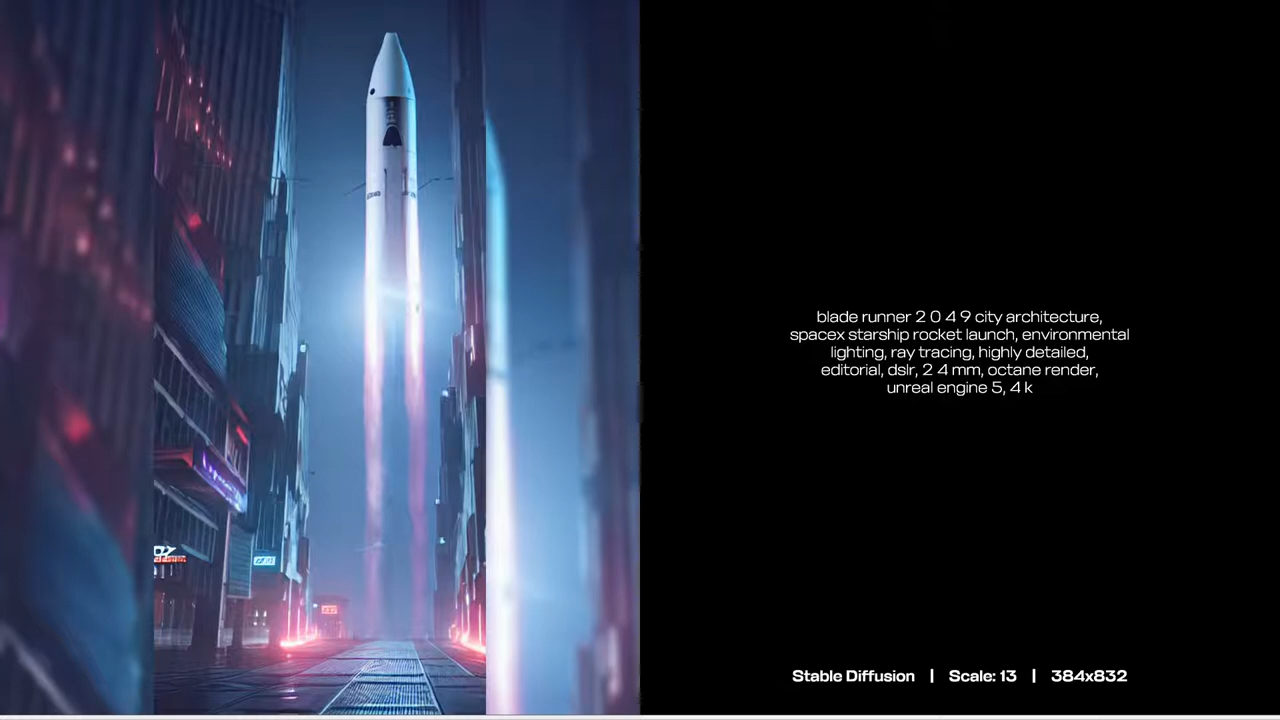 blade runner 2 0 4 9 city architecture,
spacex starship rocket launch, environmental
lighting, ray tracing, highly detailed,
editorial, dslr, 2 4 mm, octane render,
unreal engine 5, 4 k
Stable Diffusion | Scale: 13 | 384x832